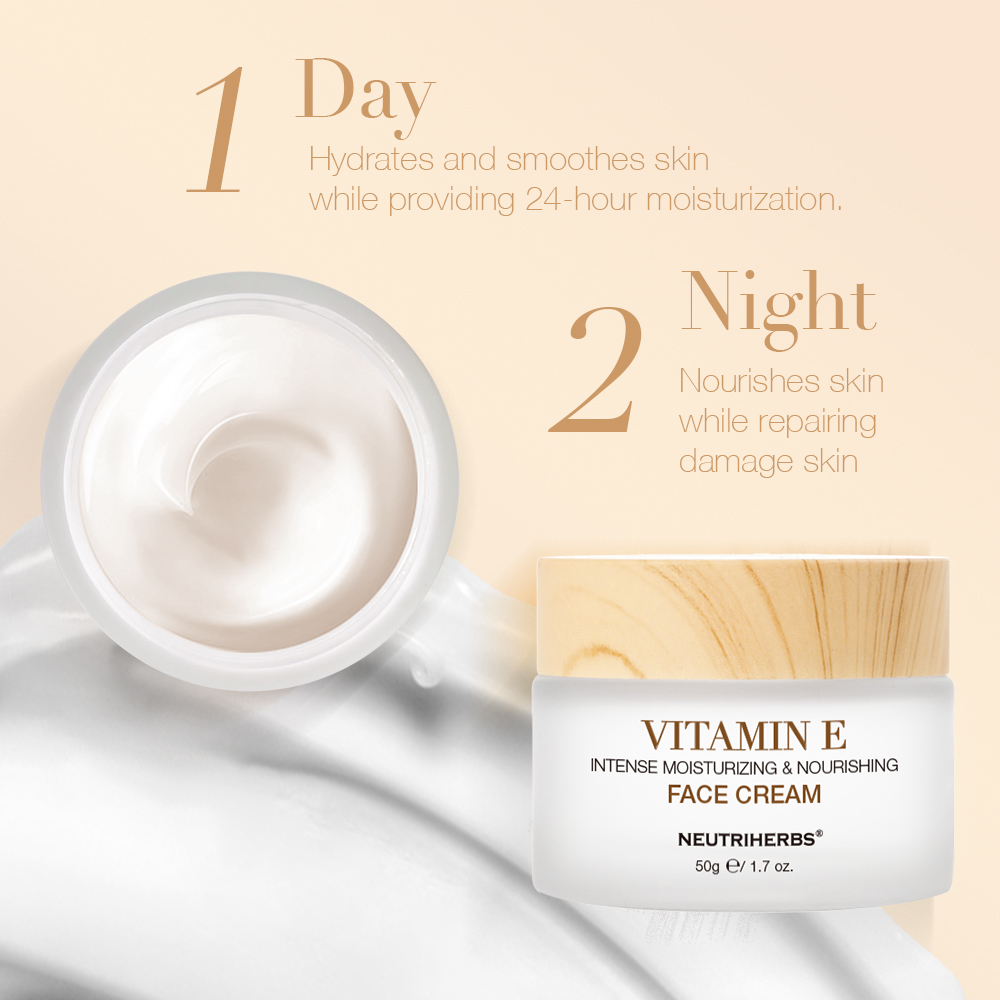 1 Day
Hydrates and smoothes skin
while providing 24-hour moisturization.
2 Night
Nourishes skin
while repairing
damage skin
VITAMIN E
INTENSE MOISTURIZING & NOURISHING
FACE CREAM
NEUTRIHERBS®
50g ℮/ 1.7 oz.